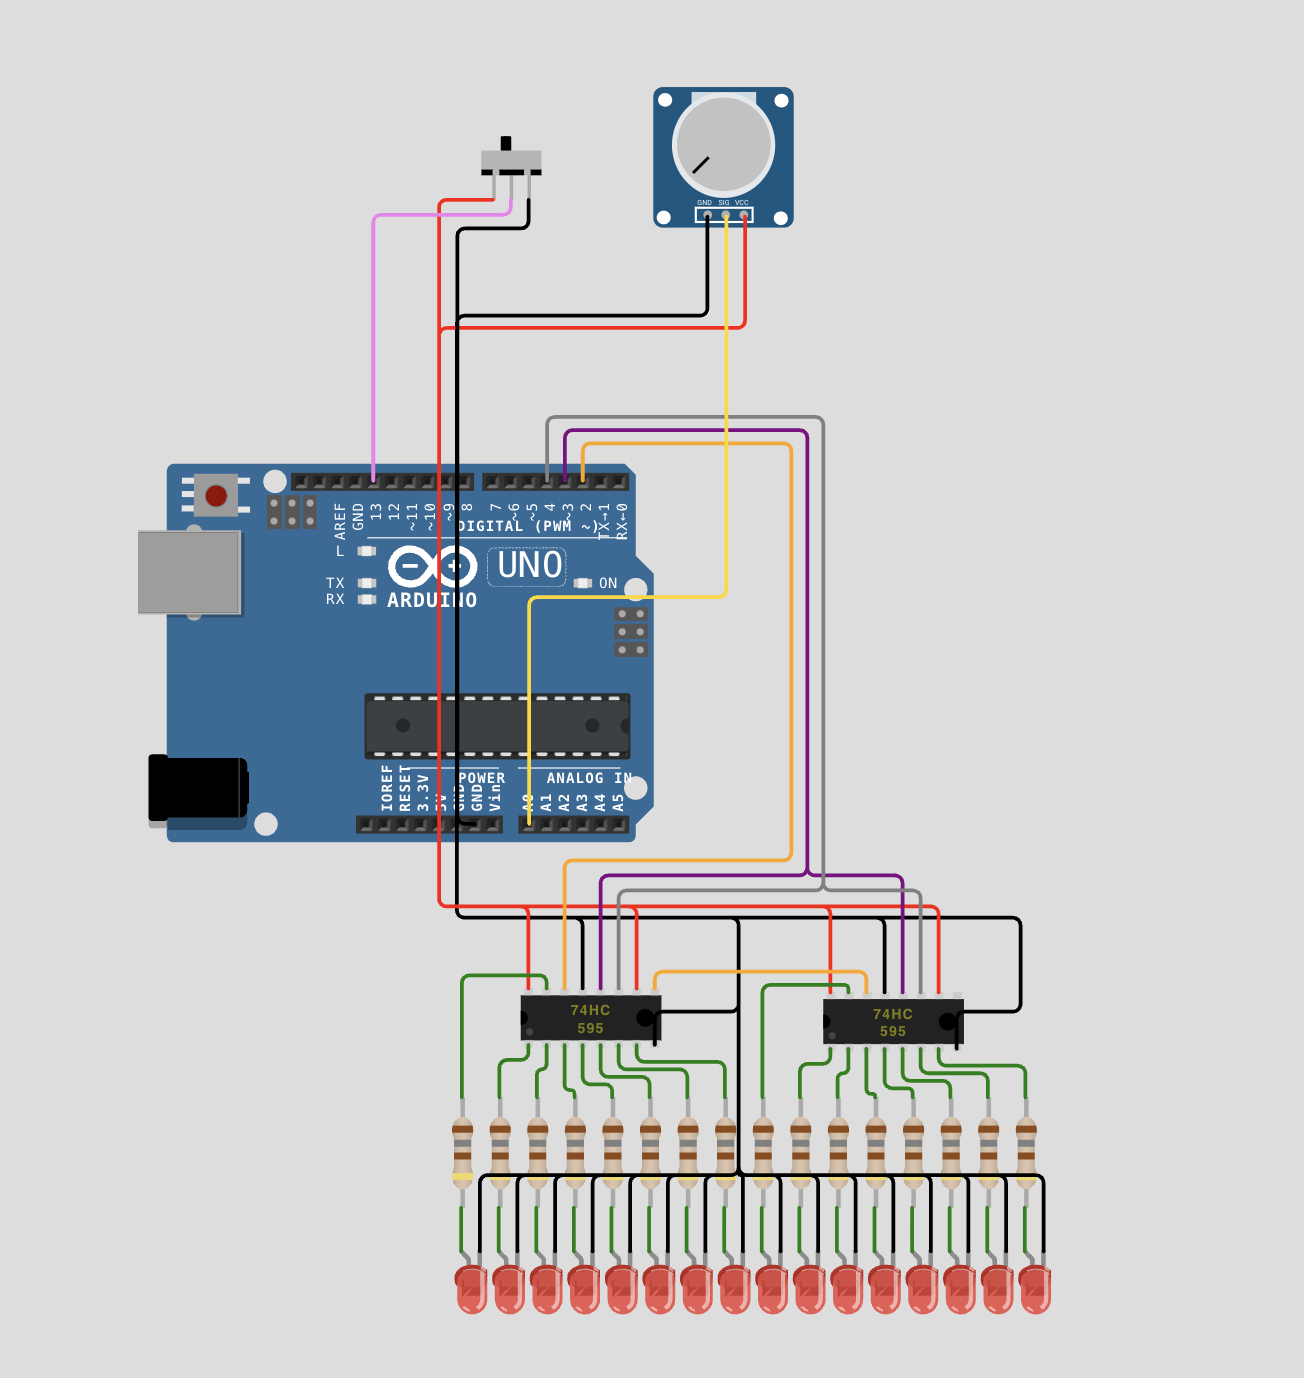 GND SIG VCC
AREF
GND
13
12
~11
~10
~9
8
7
~6
~5
4
~3
2
TX→1
RX←0
DIGITAL (PWM ~)
L
UNO
TX
ON
RX
ARDUINO
POWER
ANALOG IN
IOREF
RESET
3.3V
5V
GND
GND
Vin
A0
A1
A2
A3
A4
A5
74HC
595
74HC
595